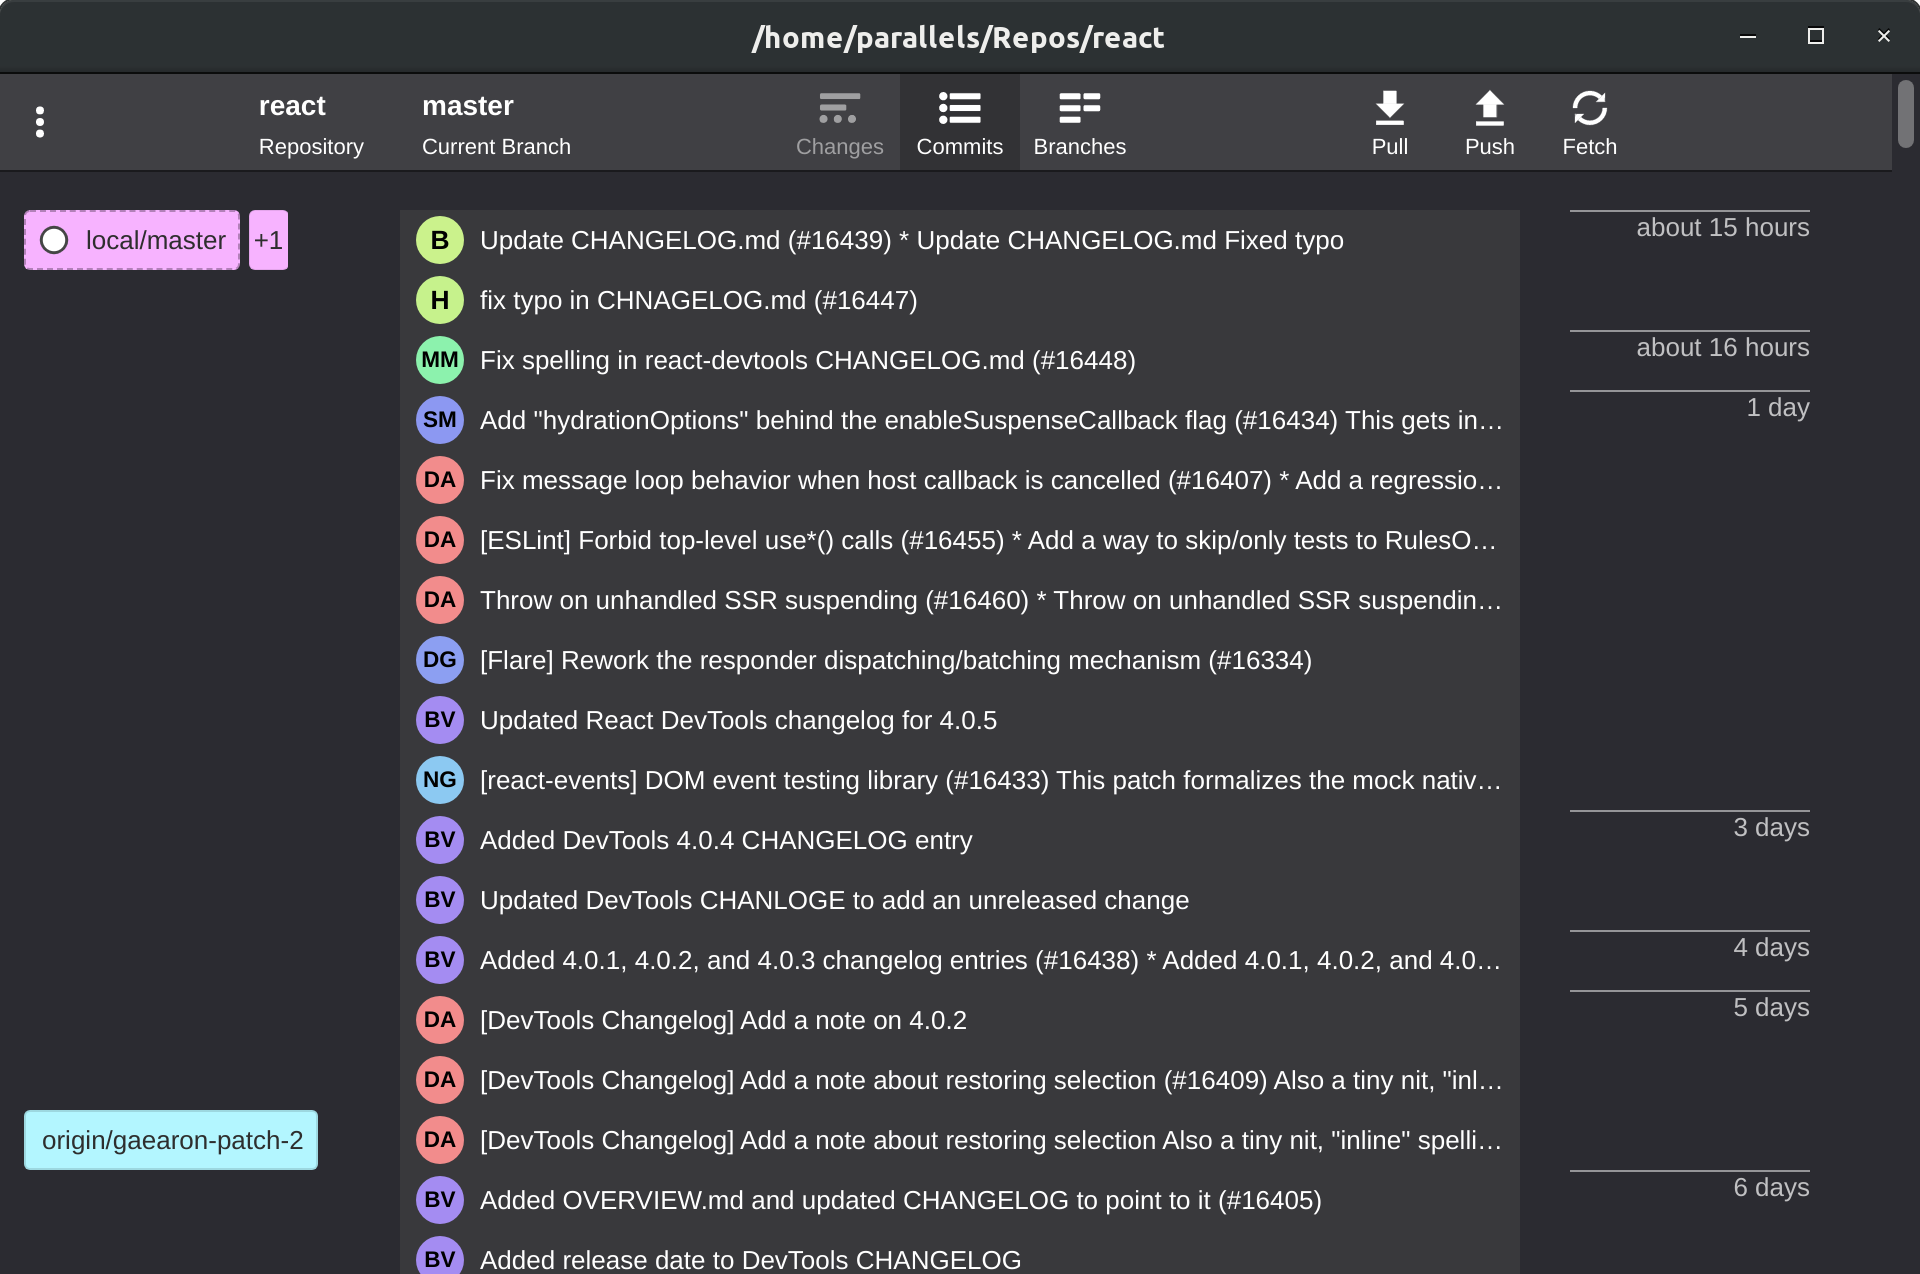 /home/parallels/Repos/react
react
Repository
master
Current Branch
Changes
Commits
Branches
Pull
Push
Fetch
local/master
+1
B Update CHANGELOG.md (#16439) * Update CHANGELOG.md Fixed typo
about 15 hours
H fix typo in CHNAGELOG.md (#16447)
MM Fix spelling in react-devtools CHANGELOG.md (#16448)
about 16 hours
SM Add "hydrationOptions" behind the enableSuspenseCallback flag (#16434) This gets in…
1 day
DA Fix message loop behavior when host callback is cancelled (#16407) * Add a regressio…
DA [ESLint] Forbid top-level use*() calls (#16455) * Add a way to skip/only tests to RulesO…
DA Throw on unhandled SSR suspending (#16460) * Throw on unhandled SSR suspendin…
DG [Flare] Rework the responder dispatching/batching mechanism (#16334)
BV Updated React DevTools changelog for 4.0.5
NG [react-events] DOM event testing library (#16433) This patch formalizes the mock nativ…
BV Added DevTools 4.0.4 CHANGELOG entry
3 days
BV Updated DevTools CHANLOGE to add an unreleased change
BV Added 4.0.1, 4.0.2, and 4.0.3 changelog entries (#16438) * Added 4.0.1, 4.0.2, and 4.0…
4 days
DA [DevTools Changelog] Add a note on 4.0.2
5 days
DA [DevTools Changelog] Add a note about restoring selection (#16409) Also a tiny nit, "inl…
origin/gaearon-patch-2
DA [DevTools Changelog] Add a note about restoring selection Also a tiny nit, "inline" spelli…
BV Added OVERVIEW.md and updated CHANGELOG to point to it (#16405)
6 days
BV Added release date to DevTools CHANGELOG